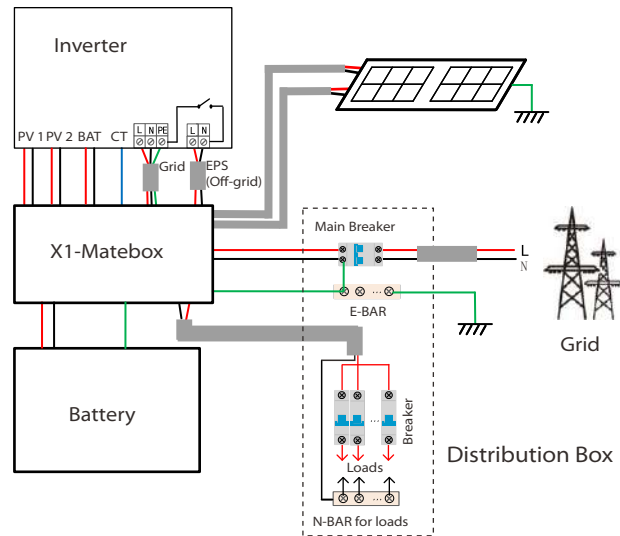 Inverter
PV 1 PV 2 BAT CT
L N PE
L N
Grid
EPS
(Off-grid)
X1-Matebox
Main Breaker
L
N
E-BAR
Grid
Battery
Breaker
Loads
Distribution Box
N-BAR for loads